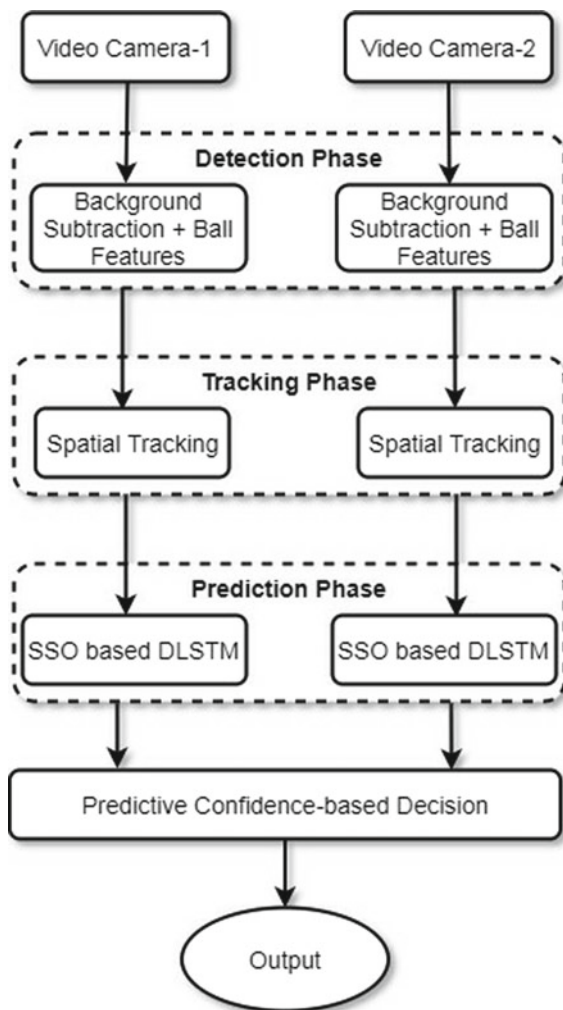 Video Camera-1
Video Camera-2
Detection Phase
Background
Subtraction + Ball
Features
Background
Subtraction + Ball
Features
Tracking Phase
Spatial Tracking
Spatial Tracking
Prediction Phase
SSO based DLSTM
SSO based DLSTM
Predictive Confidence-based Decision
Output